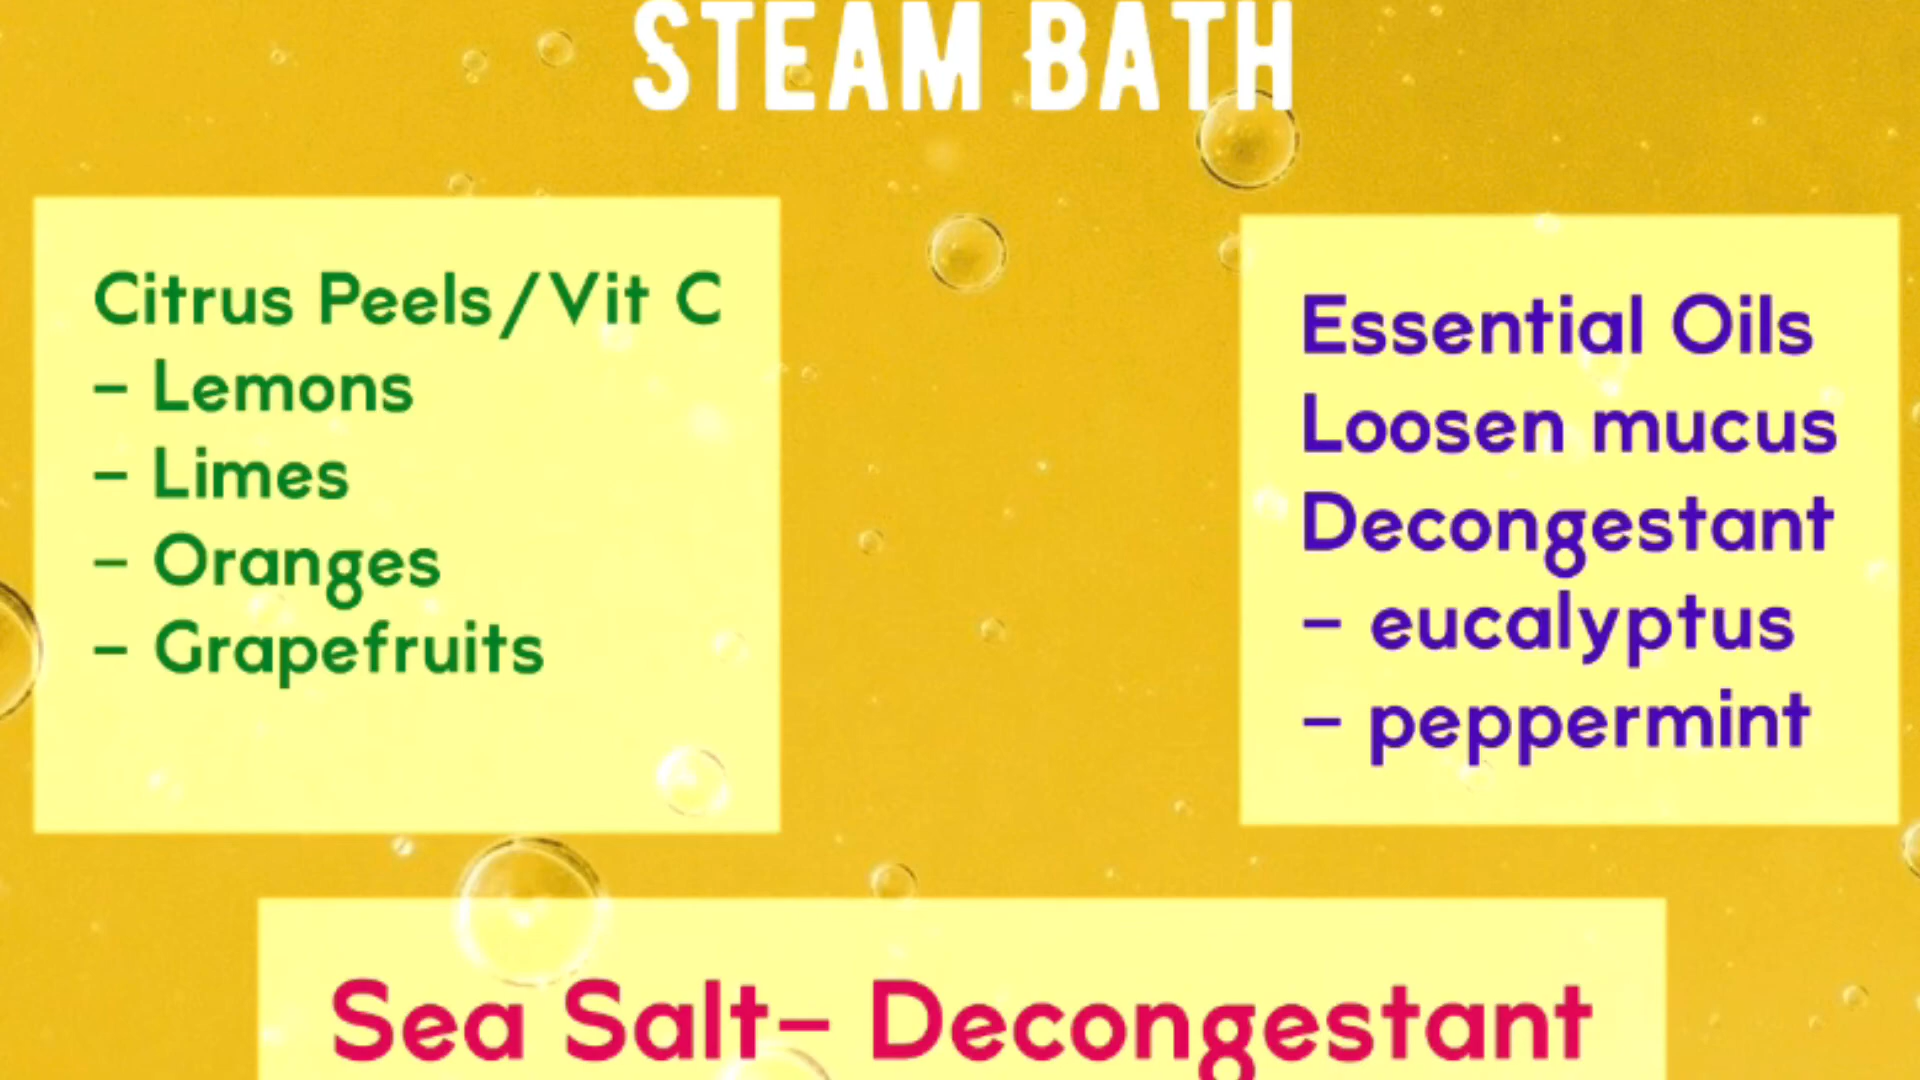 STEAM BATH
Citrus Peels/Vit C
- Lemons
- Limes
- Oranges
- Grapefruits
Essential Oils
Loosen mucus
Decongestant
- eucalyptus
- peppermint
Sea Salt- Decongestant